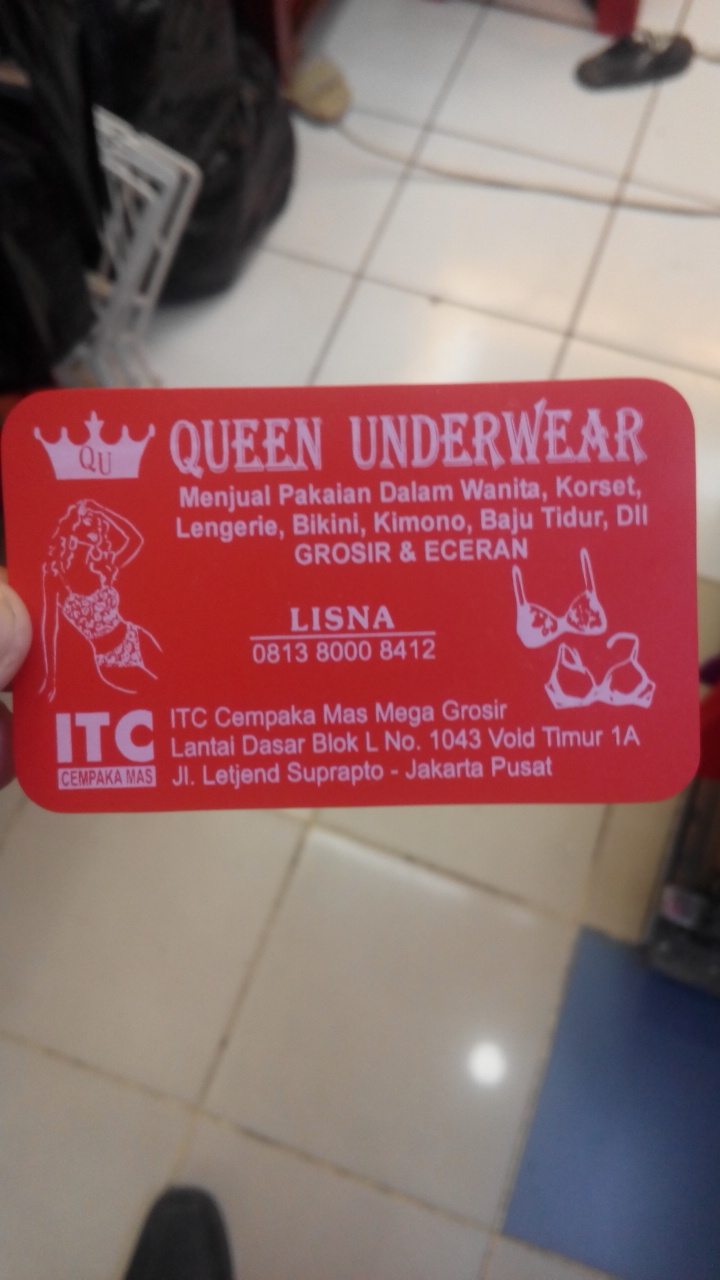 QU
QUEEN UNDERWEAR
Menjual Pakaian Dalam Wanita, Korset,
Lengerie, Bikini, Kimono, Baju Tidur, Dll
GROSIR & ECERAN
LISNA
0813 8000 8412
ITC
CEMPAKA MAS
ITC Cempaka Mas Mega Grosir
Lantai Dasar Blok L No. 1043 Void Timur 1A
Jl. Letjend Suprapto - Jakarta Pusat